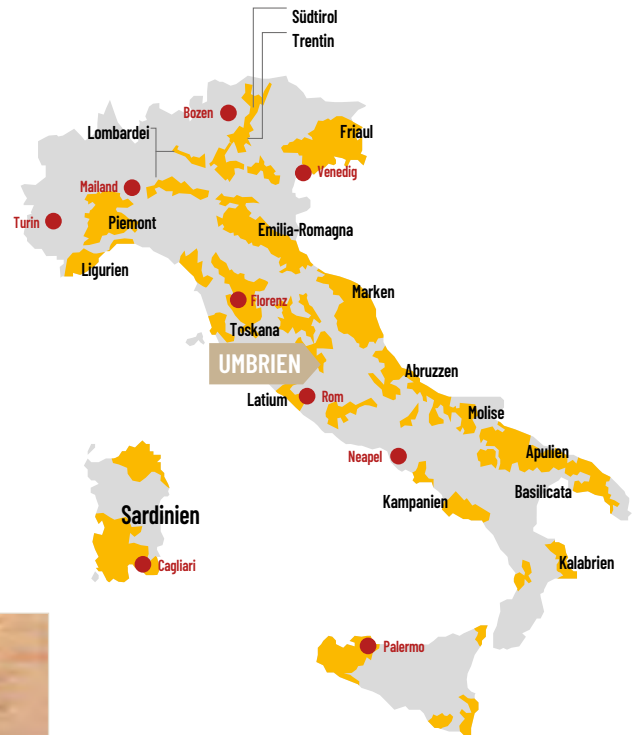 Südtirol
Trentin
Bozen
Lombardei
Friaul
Venedig
Mailand
Turin
Piemont
Emilia-Romagna
Ligurien
Marken
Florenz
Toskana
UMBRIEN
Abruzzen
Latium
Rom
Molise
Neapel
Apulien
Kampanien
Basilicata
Sardinien
Kalabrien
Cagliari
Palermo